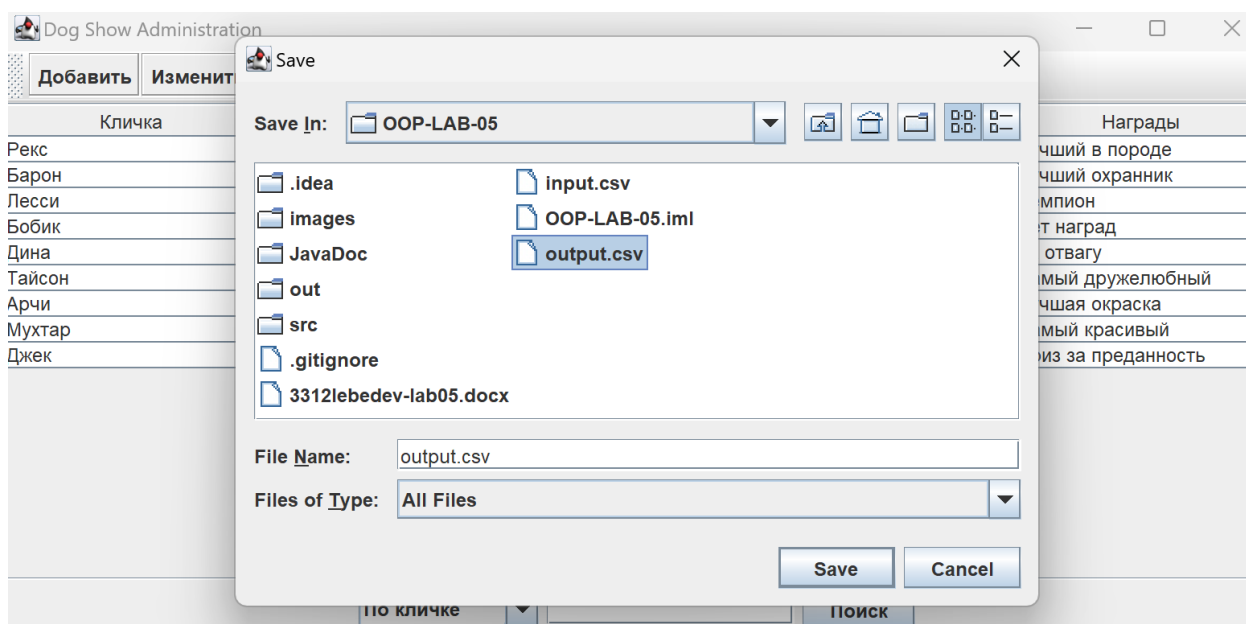 Dog Show Administration
Добавить Изменить
Save
Save In: OOP-LAB-05
Кличка
Награды
Рекс
Барон
Лесси
Бобик
Дина
Тайсон
Арчи
Мухтар
Джек
.idea
images
JavaDoc
out
src
.gitignore
3312lebedev-lab05.docx
input.csv
OOP-LAB-05.iml
output.csv
чший в породе
чший охранник
мпион
т наград
отвагу
мый дружелюбный
чшая окраска
мый красивый
из за преданность
File Name: output.csv
Files of Type: All Files
Save Cancel
По кличке Поиск